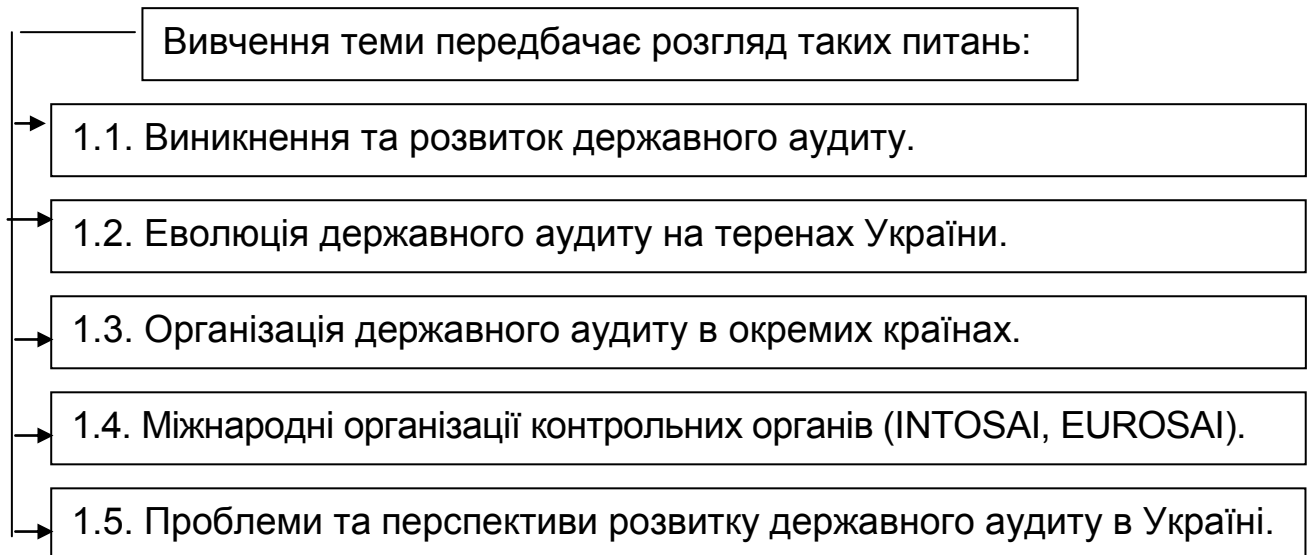 Вивчення теми передбачає розгляд таких питань:
1.1. Виникнення та розвиток державного аудиту.
1.2. Еволюція державного аудиту на теренах України.
1.3. Організація державного аудиту в окремих країнах.
1.4. Міжнародні організації контрольних органів (INTOSAI, EUROSAI).
1.5. Проблеми та перспективи розвитку державного аудиту в Україні.